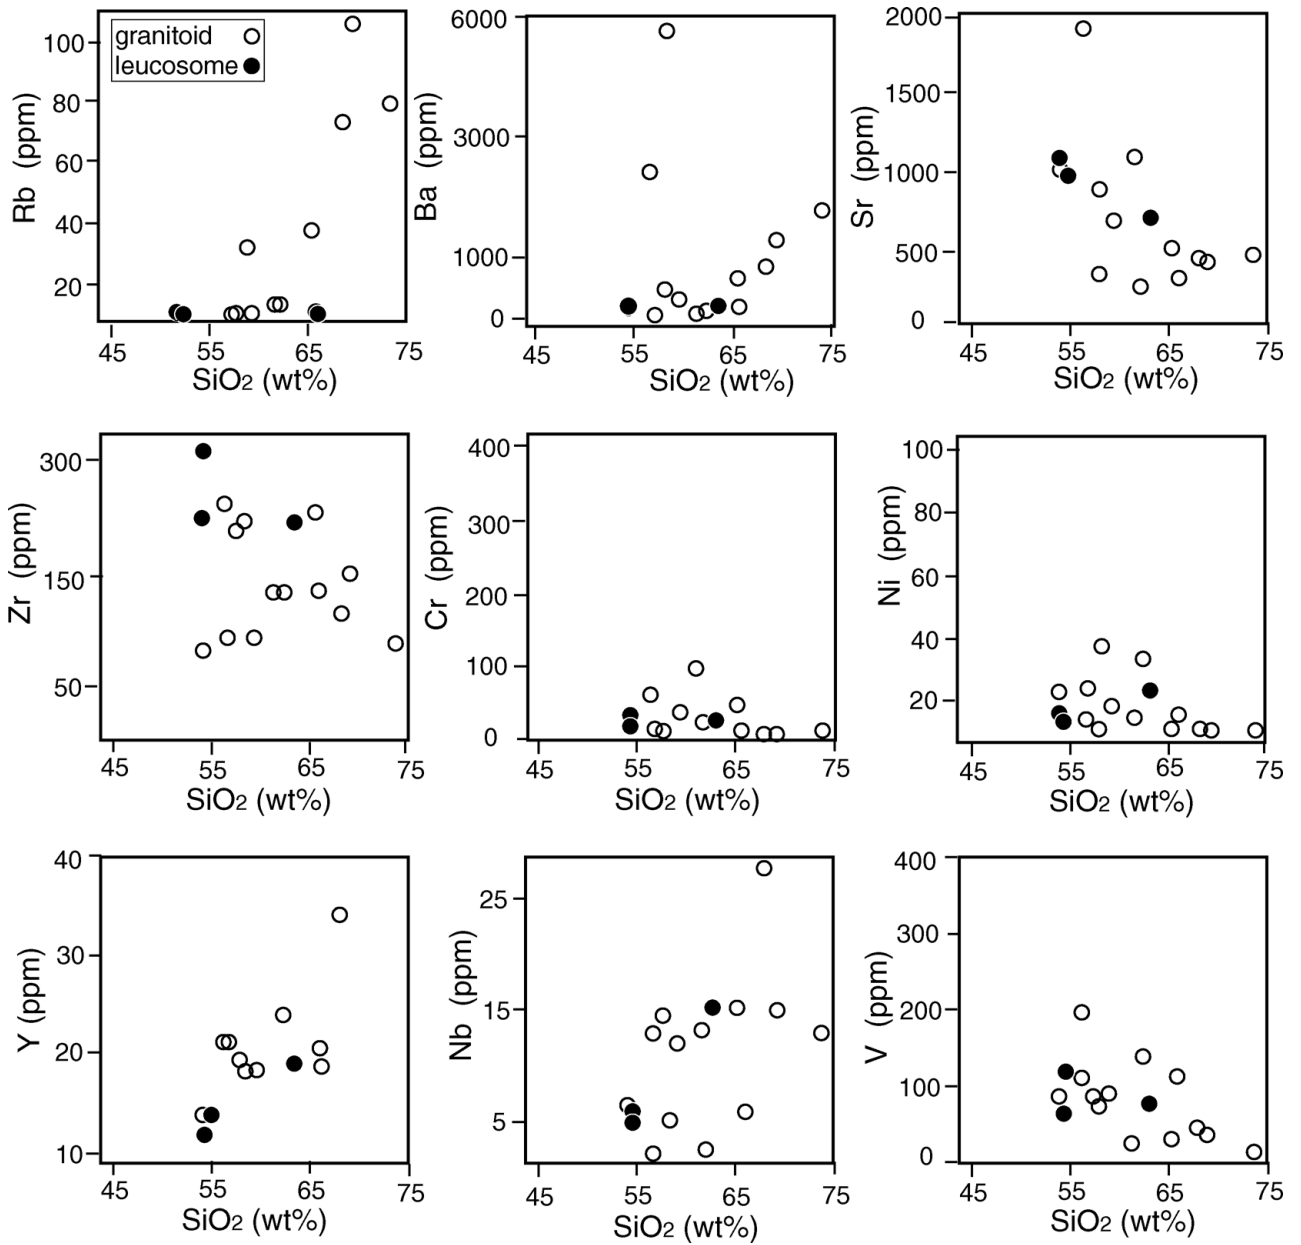 granitoid
leucosome
Rb (ppm)
100
80
60
40
20
45 55 65 75
SiO2 (wt%)
Ba (ppm)
6000
3000
1000
0
45 55 65 75
SiO2 (wt%)
Sr (ppm)
2000
1500
1000
500
0
45 55 65 75
SiO2 (wt%)
Zr (ppm)
300
150
50
45 55 65 75
SiO2 (wt%)
Cr (ppm)
400
300
200
100
0
45 55 65 75
SiO2 (wt%)
Ni (ppm)
100
80
60
40
20
45 55 65 75
SiO2 (wt%)
Y (ppm)
40
30
20
10
45 55 65 75
SiO2 (wt%)
Nb (ppm)
25
15
5
45 55 65 75
SiO2 (wt%)
V (ppm)
400
300
200
100
0
45 55 65 75
SiO2 (wt%)